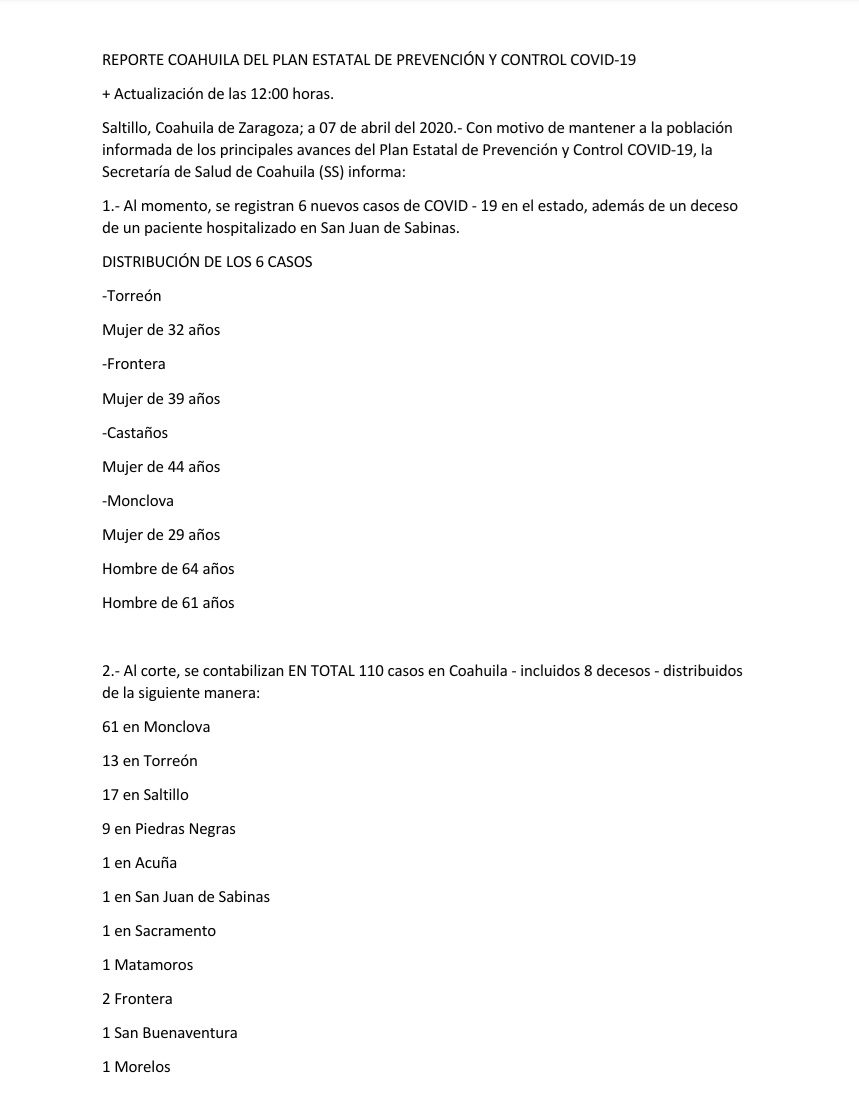 REPORTE COAHUILA DEL PLAN ESTATAL DE PREVENCIÓN Y CONTROL COVID-19
+ Actualización de las 12:00 horas.
Saltillo, Coahuila de Zaragoza; a 07 de abril del 2020.- Con motivo de mantener a la población
informada de los principales avances del Plan Estatal de Prevención y Control COVID-19, la
Secretaría de Salud de Coahuila (SS) informa:
1.- Al momento, se registran 6 nuevos casos de COVID - 19 en el estado, además de un deceso
de un paciente hospitalizado en San Juan de Sabinas.
DISTRIBUCIÓN DE LOS 6 CASOS
-Torreón
Mujer de 32 años
-Frontera
Mujer de 39 años
-Castaños
Mujer de 44 años
-Monclova
Mujer de 29 años
Hombre de 64 años
Hombre de 61 años
2.- Al corte, se contabilizan EN TOTAL 110 casos en Coahuila - incluidos 8 decesos - distribuidos
de la siguiente manera:
61 en Monclova
13 en Torreón
17 en Saltillo
9 en Piedras Negras
1 en Acuña
1 en San Juan de Sabinas
1 en Sacramento
1 Matamoros
2 Frontera
1 San Buenaventura
1 Morelos